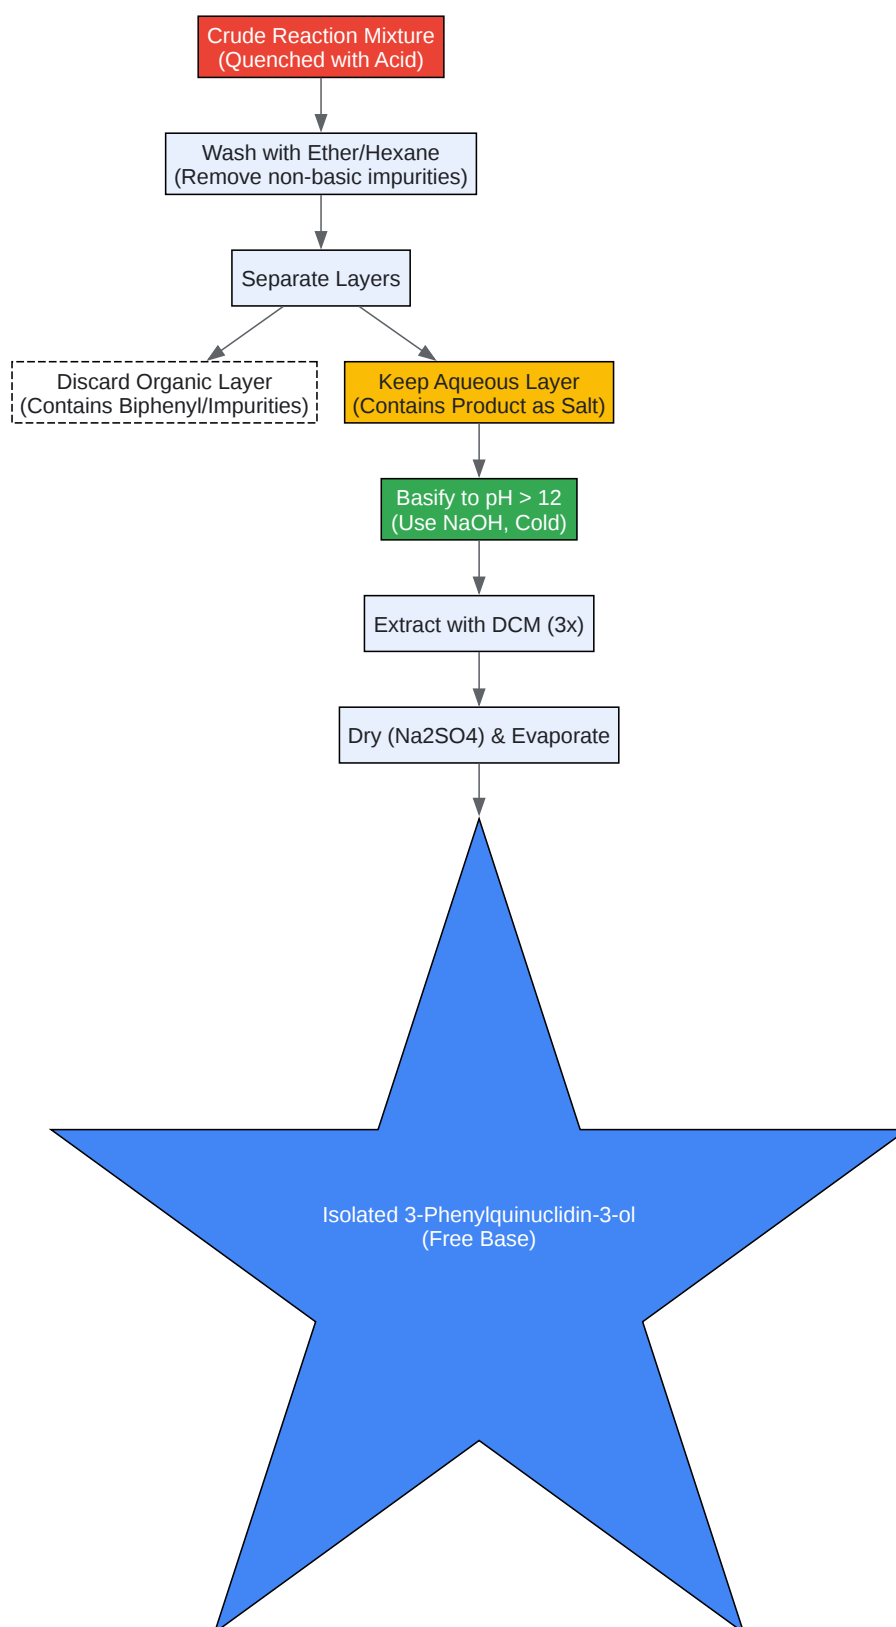 Crude Reaction Mixture
(Quenched with Acid)
Wash with Ether/Hexane
(Remove non-basic impurities)
Separate Layers
Discard Organic Layer
(Contains Biphenyl/Impurities)
Keep Aqueous Layer
(Contains Product as Salt)
Basify to pH > 12
(Use NaOH, Cold)
Extract with DCM (3x)
Dry (Na2SO4) & Evaporate
Isolated 3-Phenylquinuclidin-3-ol
(Free Base)